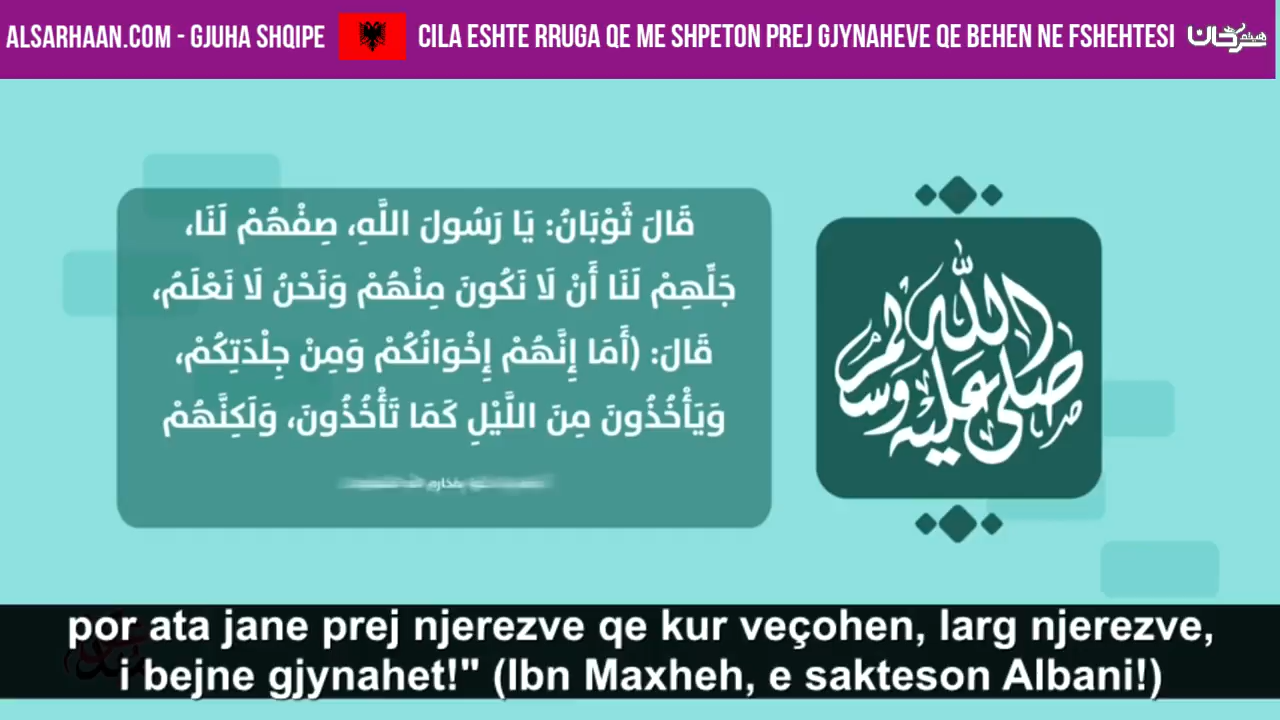 ALSARHAAN.COM - GJUHA SHQIPE CILA ESHTE RRUGA QE ME SHPETON PREJ GJYNAHEVE QE BEHEN NE FSHEHTESI
سرحان
قَالَ ثَوْبَانُ: يَا رَسُولَ اللَّهِ، صِفْهُمْ لَنَا،
جَلِّهِمْ لَنَا أَنْ لَا نَكُونَ مِنْهُمْ وَنَحْنُ لَا نَعْلَمُ،
قَالَ: (أَمَا إِنَّهُمْ إِخْوَانُكُمْ وَمِنْ جِلْدَتِكُمْ،
وَيَأْخُذُونَ مِنَ اللَّيْلِ كَمَا تَأْخُذُونَ، وَلَكِنَّهُمْ
صلى الله عليه وسلم
por ata jane prej njerezve qe kur veçohen, larg njerezve,
i bejne gjynahet!" (Ibn Maxheh, e sakteson Albani!)